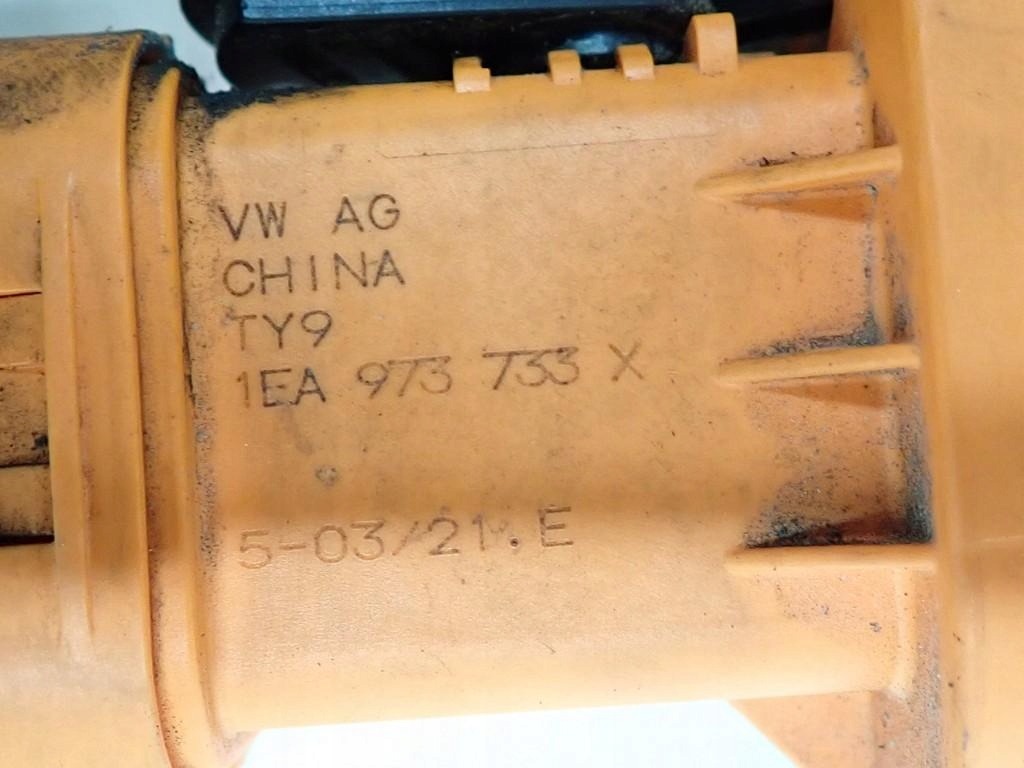 VW AG
CHINA
TY9
1EA 973 733 X
5-03/21.E